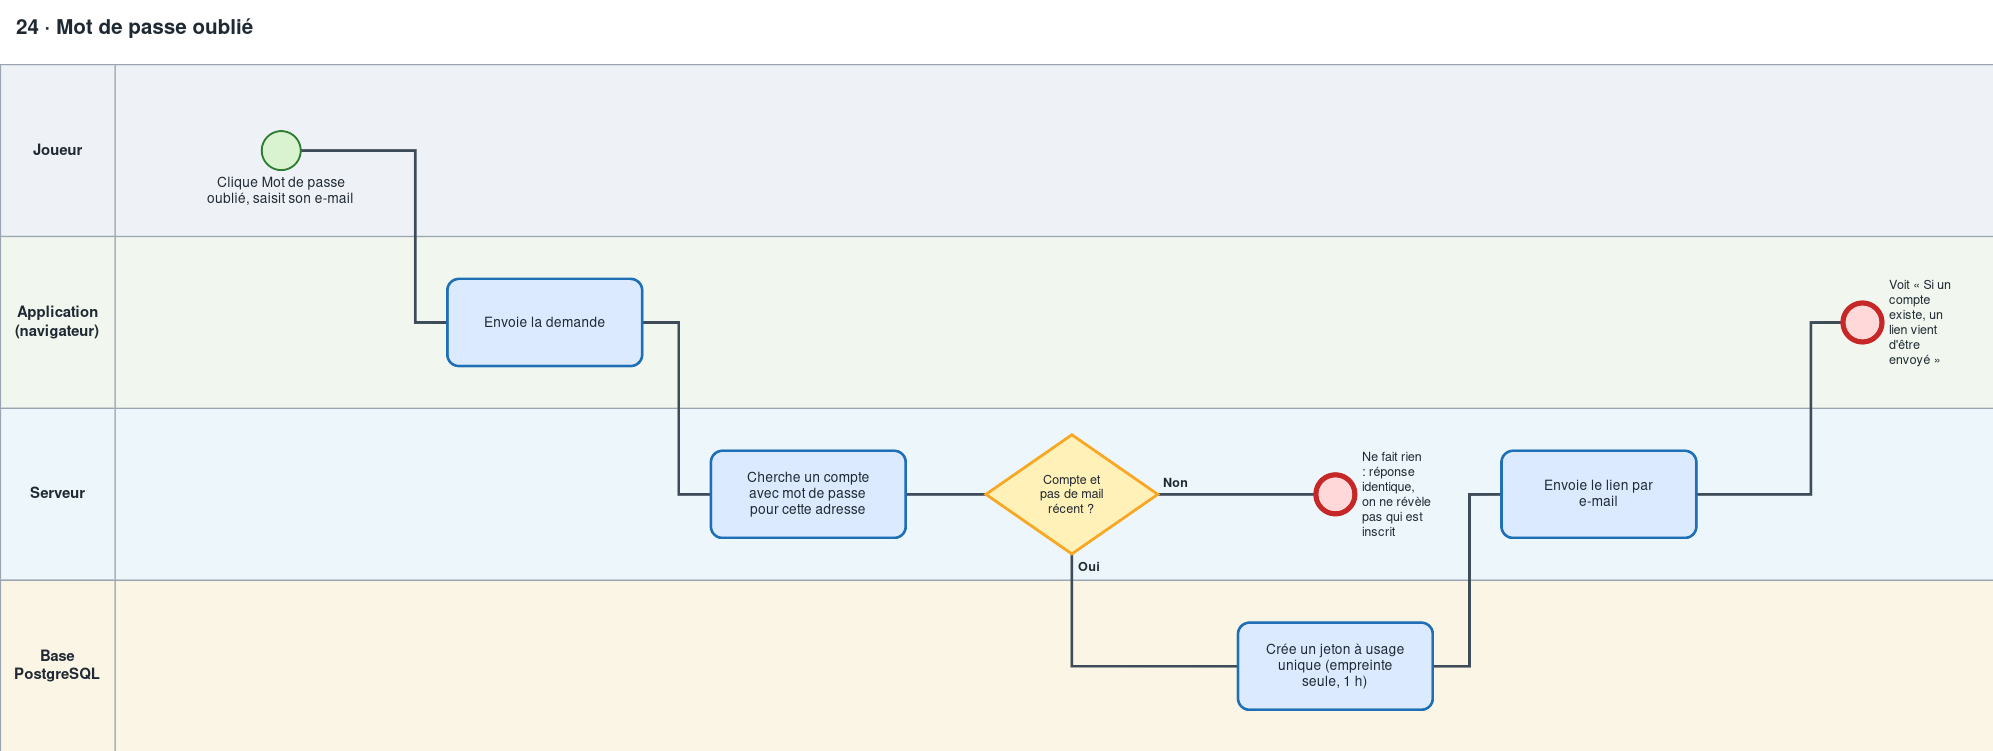 24 · Mot de passe oublié
Joueur
Clique Mot de passe
oublié, saisit son e-mail
Application
(navigateur)
Envoie la demande
Voit « Si un
compte
existe, un
lien vient
d'être
envoyé »
Serveur
Cherche un compte
avec mot de passe
pour cette adresse
Compte et
pas de mail
récent ?
Non
Oui
Ne fait rien
: réponse
identique,
on ne révèle
pas qui est
inscrit
Envoie le lien par
e-mail
Base
PostgreSQL
Crée un jeton à usage
unique (empreinte
seule, 1 h)